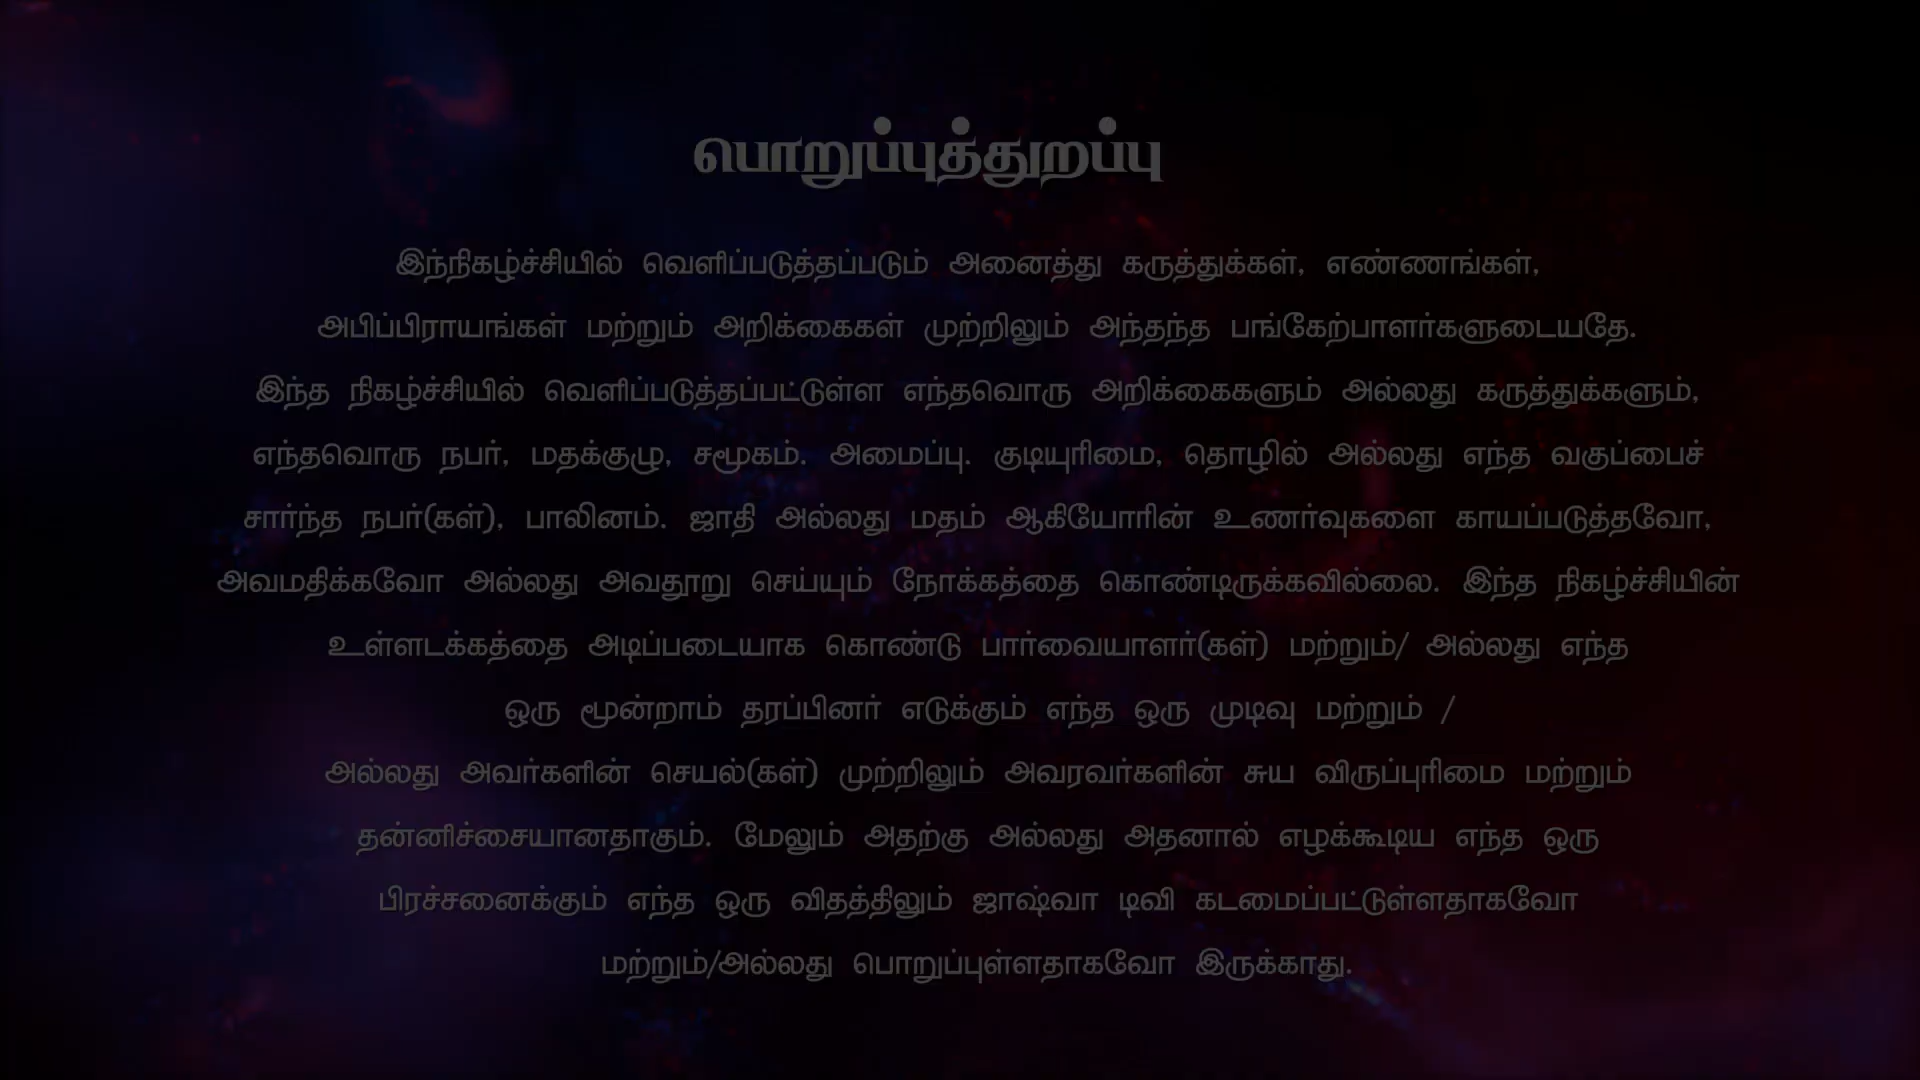 பொறுப்புத்துறப்பு
இந்நிகழ்ச்சியில் வெளிப்படுத்தப்படும் அனைத்து கருத்துக்கள், எண்ணங்கள்,
அபிப்பிராயங்கள் மற்றும் அறிக்கைகள் முற்றிலும் அந்தந்த பங்கேற்பாளர்களுடையதே.
இந்த நிகழ்ச்சியில் வெளிப்படுத்தப்பட்டுள்ள எந்தவொரு அறிக்கைகளும் அல்லது கருத்துக்களும்,
எந்தவொரு நபர், மதக்குழு, சமூகம். அமைப்பு. குடியுரிமை, தொழில் அல்லது எந்த வகுப்பைச்
சார்ந்த நபர்(கள்), பாலினம். ஜாதி அல்லது மதம் ஆகியோரின் உணர்வுகளை காயப்படுத்தவோ,
அவமதிக்கவோ அல்லது அவதூறு செய்யும் நோக்கத்தை கொண்டிருக்கவில்லை. இந்த நிகழ்ச்சியின்
உள்ளடக்கத்தை அடிப்படையாக கொண்டு பார்வையாளர்(கள்) மற்றும்/ அல்லது எந்த
ஒரு மூன்றாம் தரப்பினர் எடுக்கும் எந்த ஒரு முடிவு மற்றும் /
அல்லது அவர்களின் செயல்(கள்) முற்றிலும் அவரவர்களின் சுய விருப்புரிமை மற்றும்
தன்னிச்சையானதாகும். மேலும் அதற்கு அல்லது அதனால் எழக்கூடிய எந்த ஒரு
பிரச்சனைக்கும் எந்த ஒரு விதத்திலும் ஜாஷ்வா டிவி கடமைப்பட்டுள்ளதாகவோ
மற்றும்/அல்லது பொறுப்புள்ளதாகவோ இருக்காது.